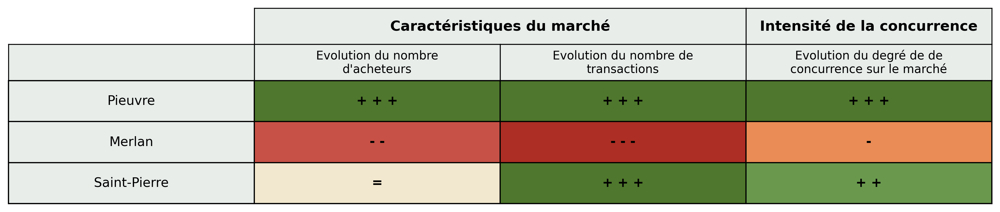 Caractéristiques du marché
Intensité de la concurrence
Evolution du nombre
d'acheteurs
Evolution du nombre de
transactions
Evolution du degré de de
concurrence sur le marché
Pieuvre
+ + +
+ + +
+ + +
Merlan
- -
- - -
-
Saint-Pierre
=
+ + +
+ +